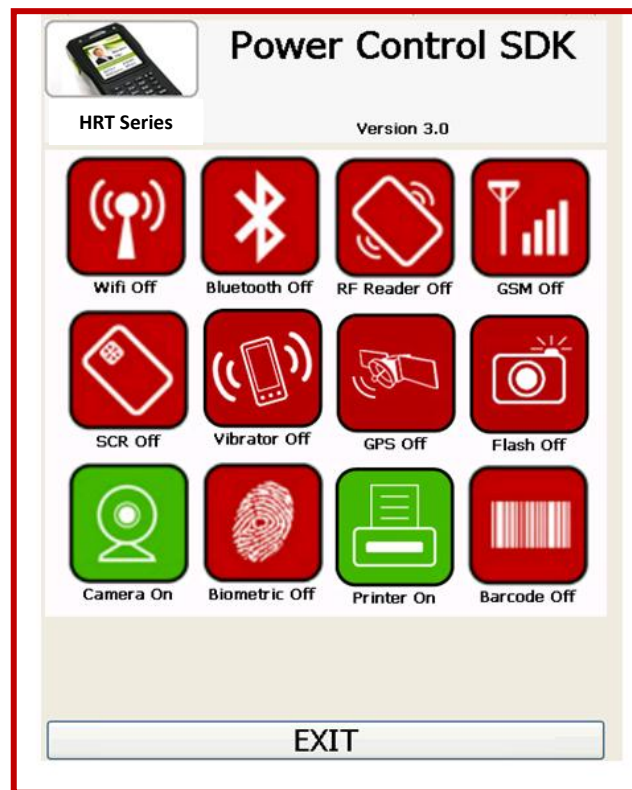 Power Control SDK
HRT Series
Version 3.0
Wifi Off
Bluetooth Off
RF Reader Off
GSM Off
SCR Off
Vibrator Off
GPS Off
Flash Off
Camera On
Biometric Off
Printer On
Barcode Off
EXIT